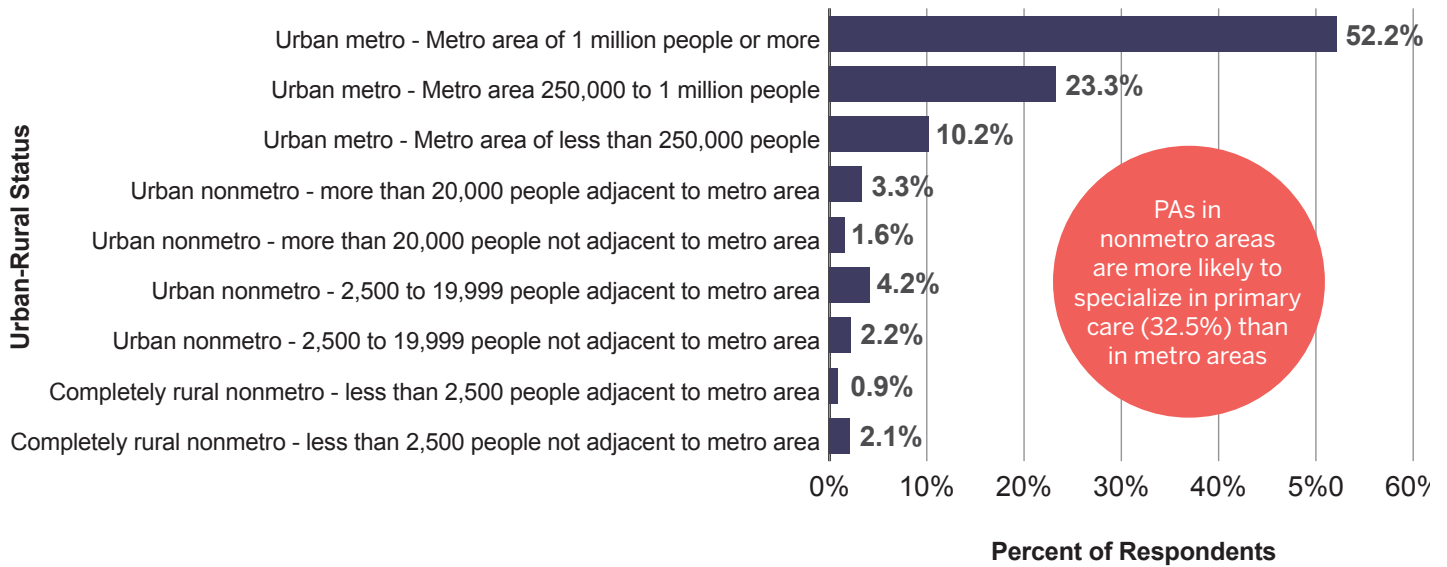 Urban-Rural Status
Urban metro - Metro area of 1 million people or more 52.2%
Urban metro - Metro area 250,000 to 1 million people 23.3%
Urban metro - Metro area of less than 250,000 people 10.2%
Urban nonmetro - more than 20,000 people adjacent to metro area 3.3%
Urban nonmetro - more than 20,000 people not adjacent to metro area 1.6%
Urban nonmetro - 2,500 to 19,999 people adjacent to metro area 4.2%
Urban nonmetro - 2,500 to 19,999 people not adjacent to metro area 2.2%
Completely rural nonmetro - less than 2,500 people adjacent to metro area 0.9%
Completely rural nonmetro - less than 2,500 people not adjacent to metro area 2.1%
PAs in
nonmetro areas
are more likely to
specialize in primary
care (32.5%) than
in metro areas
0% 10% 20% 30% 40% 5%0 60%
Percent of Respondents